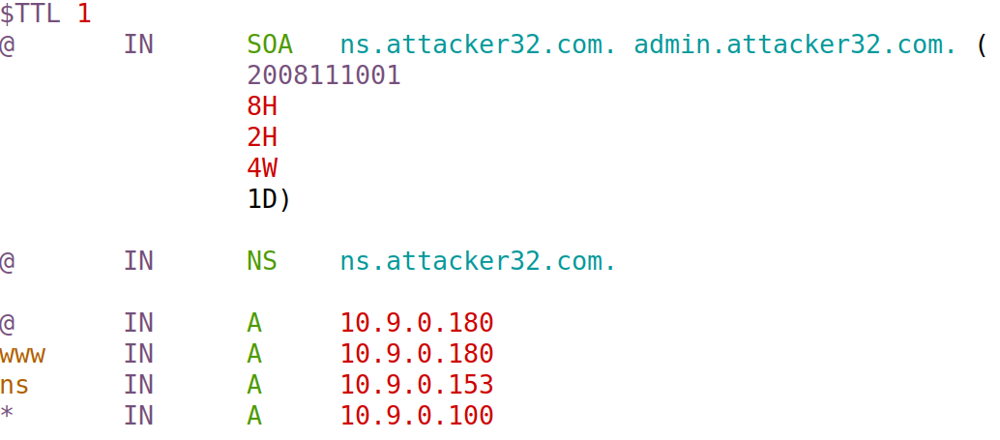 $TTL 1
@       IN      SOA   ns.attacker32.com. admin.attacker32.com. (
                2008111001
                8H
                2H
                4W
                1D)

@       IN      NS    ns.attacker32.com.

@       IN      A     10.9.0.180
www     IN      A     10.9.0.180
ns      IN      A     10.9.0.153
*       IN      A     10.9.0.100